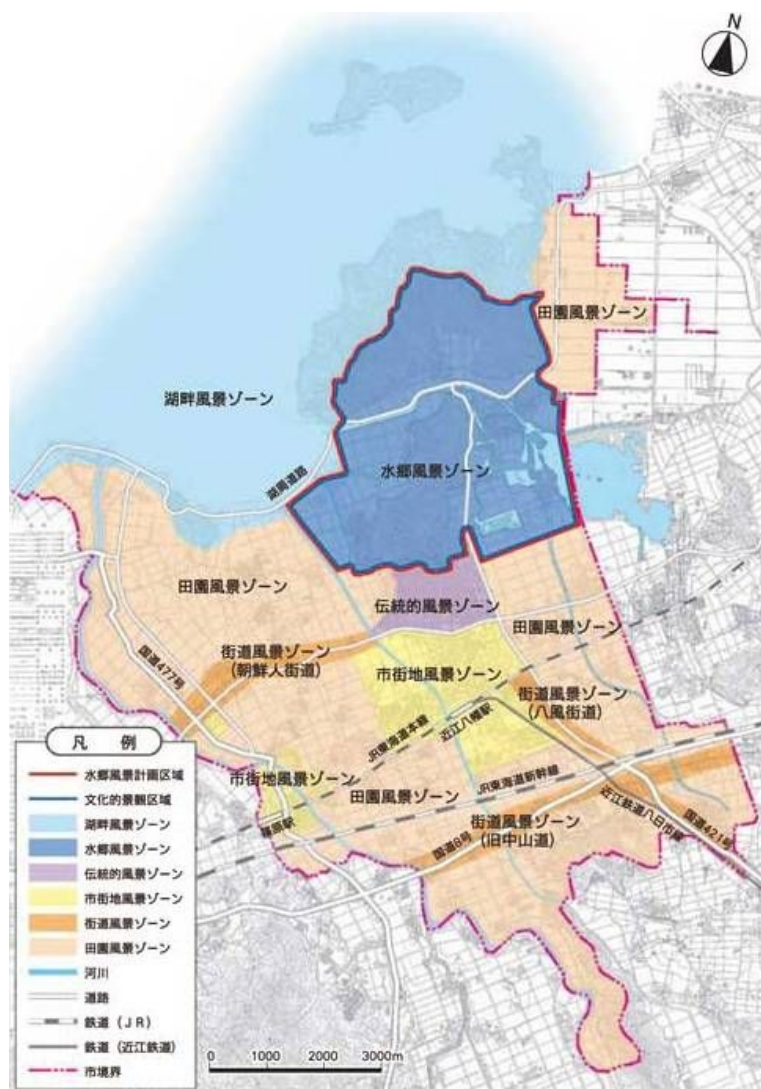 N
田園風景ゾーン
湖畔風景ゾーン
水郷風景ゾーン
湖周道路
田園風景ゾーン
伝統的風景ゾーン
田園風景ゾーン
街道風景ゾーン
(朝鮮人街道)
市街地風景ゾーン
国道477号
街道風景ゾーン
(八風街道)
JR東海道本線
近江八幡駅
市街地風景ゾーン
JR東海道新幹線
田園風景ゾーン
篠原駅
街道風景ゾーン
(旧中山道)
国道8号
近江鉄道八日市線
国道421号
凡例
水郷風景計画区域
文化的景観区域
湖畔風景ゾーン
水郷風景ゾーン
伝統的風景ゾーン
市街地風景ゾーン
街道風景ゾーン
田園風景ゾーン
河川
道路
鉄道(JR)
鉄道(近江鉄道)
市境界
0 1000 2000 3000m